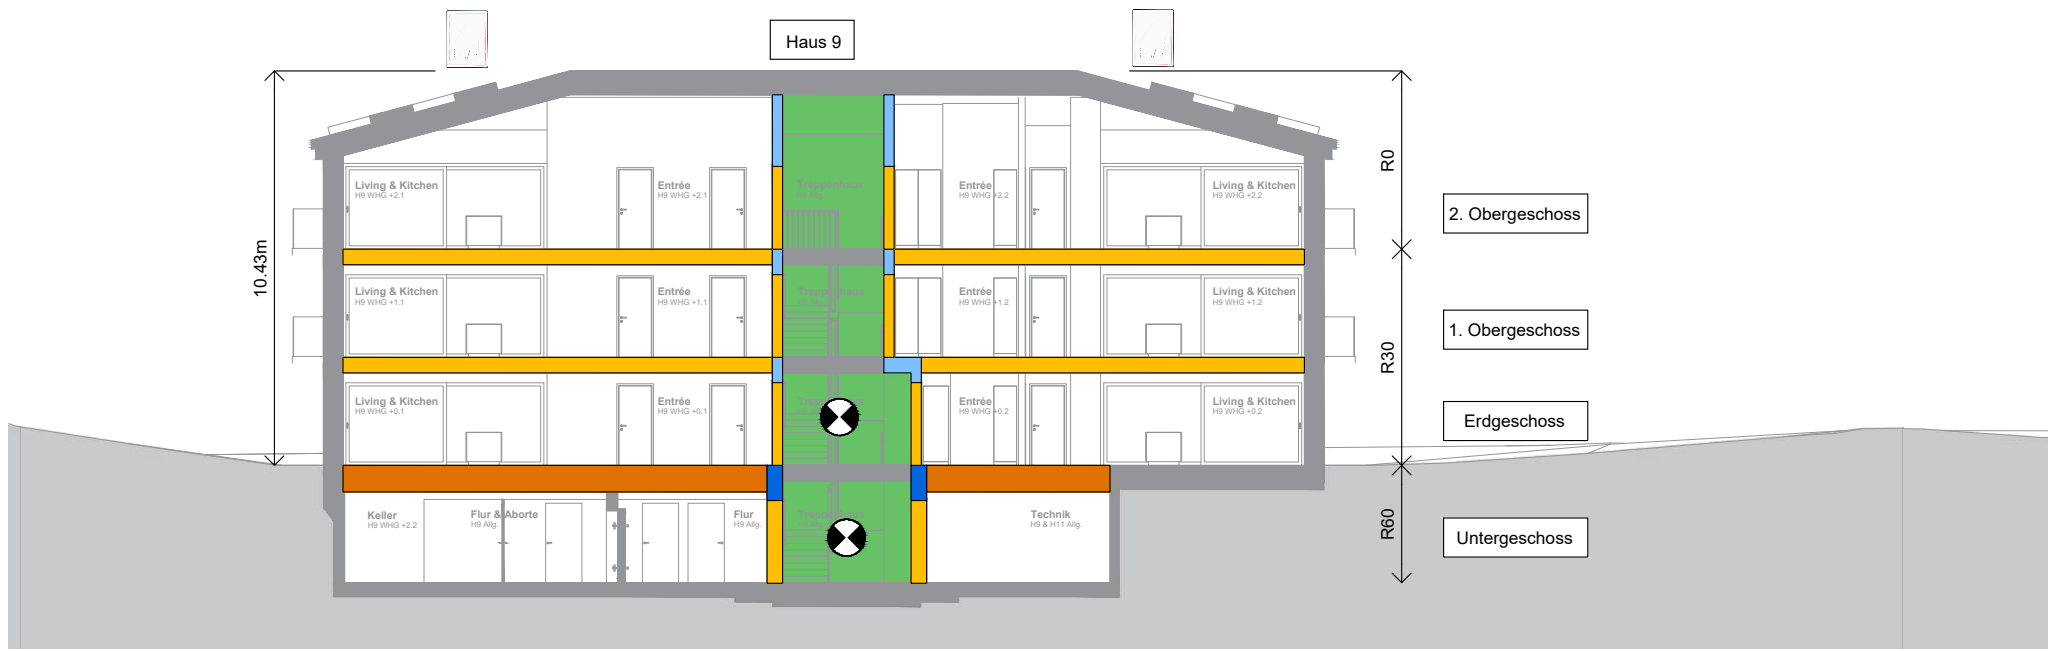 Haus 9
10.43m
R0
R30
R60
2. Obergeschoss
1. Obergeschoss
Erdgeschoss
Untergeschoss
Living & Kitchen
H9 WHG +2.1
Entrée
H9 WHG +2.1
Treppenhaus
Entrée
H9 WHG +2.2
Living & Kitchen
H9 WHG +2.2
Living & Kitchen
H9 WHG +1.1
Entrée
H9 WHG +1.1
Treppenhaus
Entrée
H9 WHG +1.2
Living & Kitchen
H9 WHG +1.2
Living & Kitchen
H9 WHG +0.1
Entrée
H9 WHG +0.1
Entrée
H9 WHG +0.2
Living & Kitchen
H9 WHG +0.2
Keller
H9 WHG +2.2
Flur & Aborte
H9 Allg.
Flur
H9 Allg.
Technik
H9 & H11 Allg.